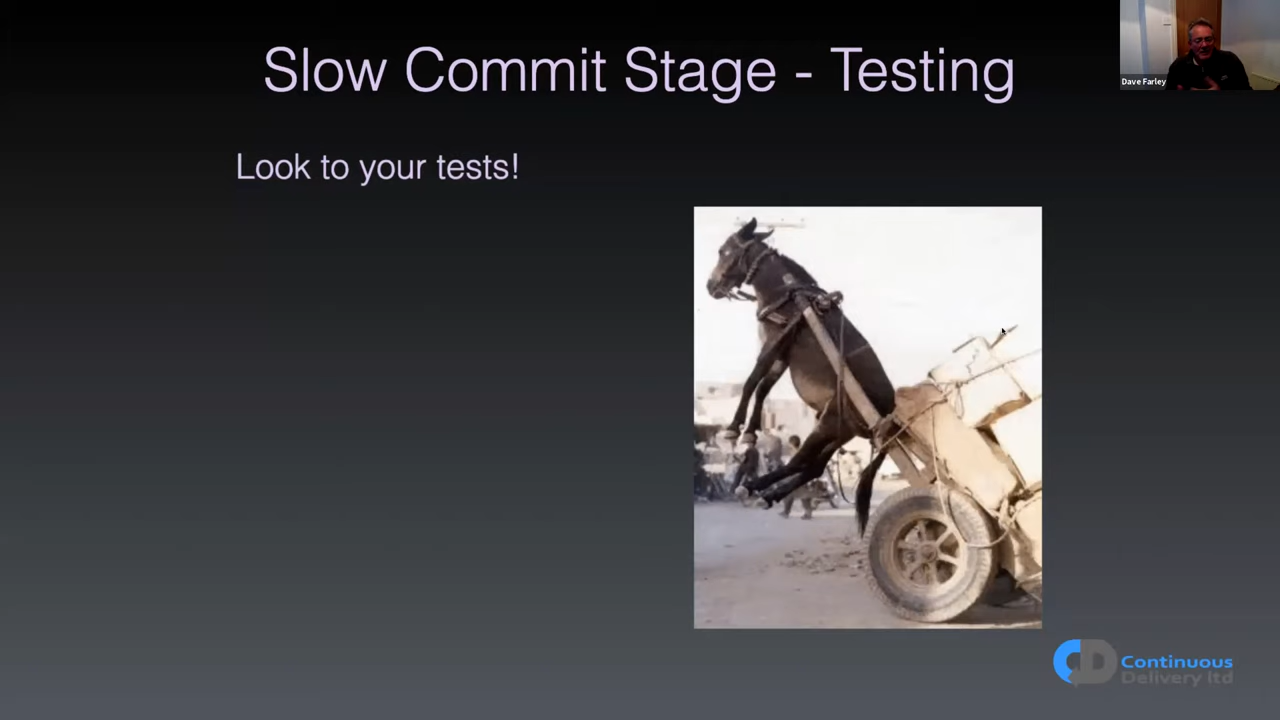 Slow Commit Stage - Testing
Dave Farley
Look to your tests!
Continuous
Delivery ltd